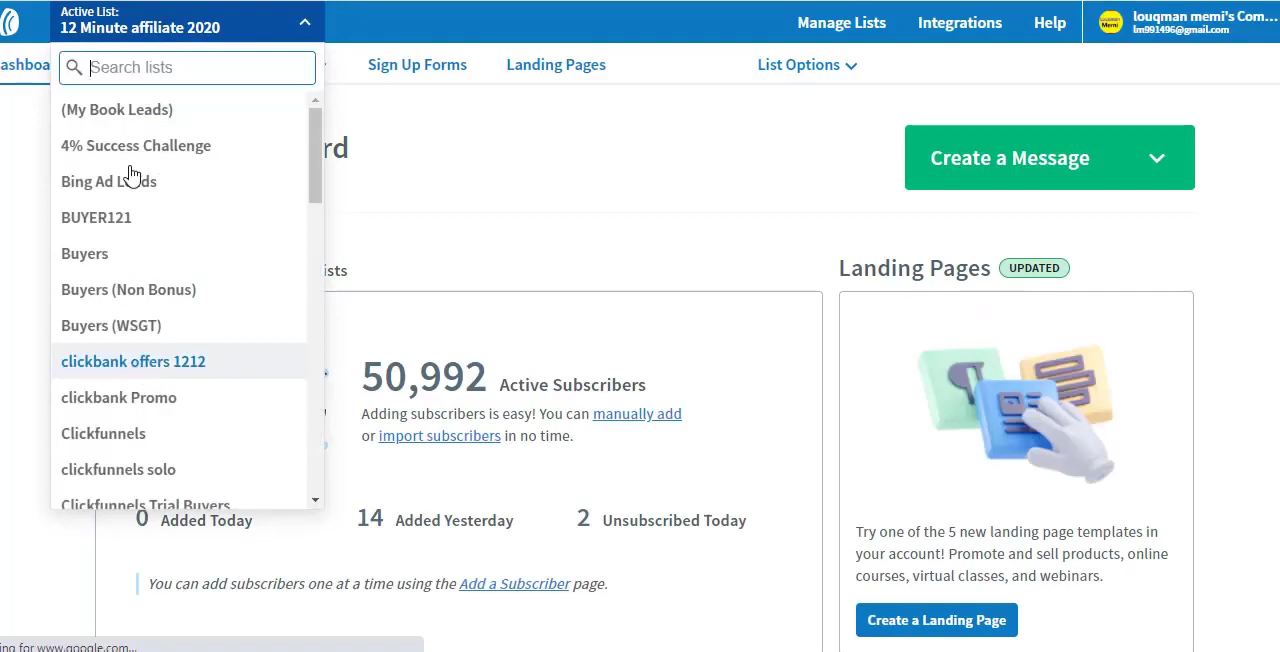 Active List:
12 Minute affiliate 2020
Manage Lists
Integrations
Help
louqman memi's Com...
lm991496@gmail.com
Search lists
Sign Up Forms
Landing Pages
List Options
(My Book Leads)
4% Success Challenge
Bing Ad
BUYER121
Buyers
Buyers (Non Bonus)
Buyers (WSGT)
clickbank offers 1212
clickbank Promo
Clickfunnels
clickfunnels solo
Clickfunnels Trial Buyers
Create a Message
Landing Pages UPDATED
50,992 Active Subscribers
Adding subscribers is easy! You can manually add
or import subscribers in no time.
0 Added Today
14 Added Yesterday
2 Unsubscribed Today
You can add subscribers one at a time using the Add a Subscriber page.
Try one of the 5 new landing page templates in
your account! Promote and sell products, online
courses, virtual classes, and webinars.
Create a Landing Page
for www.google.com...